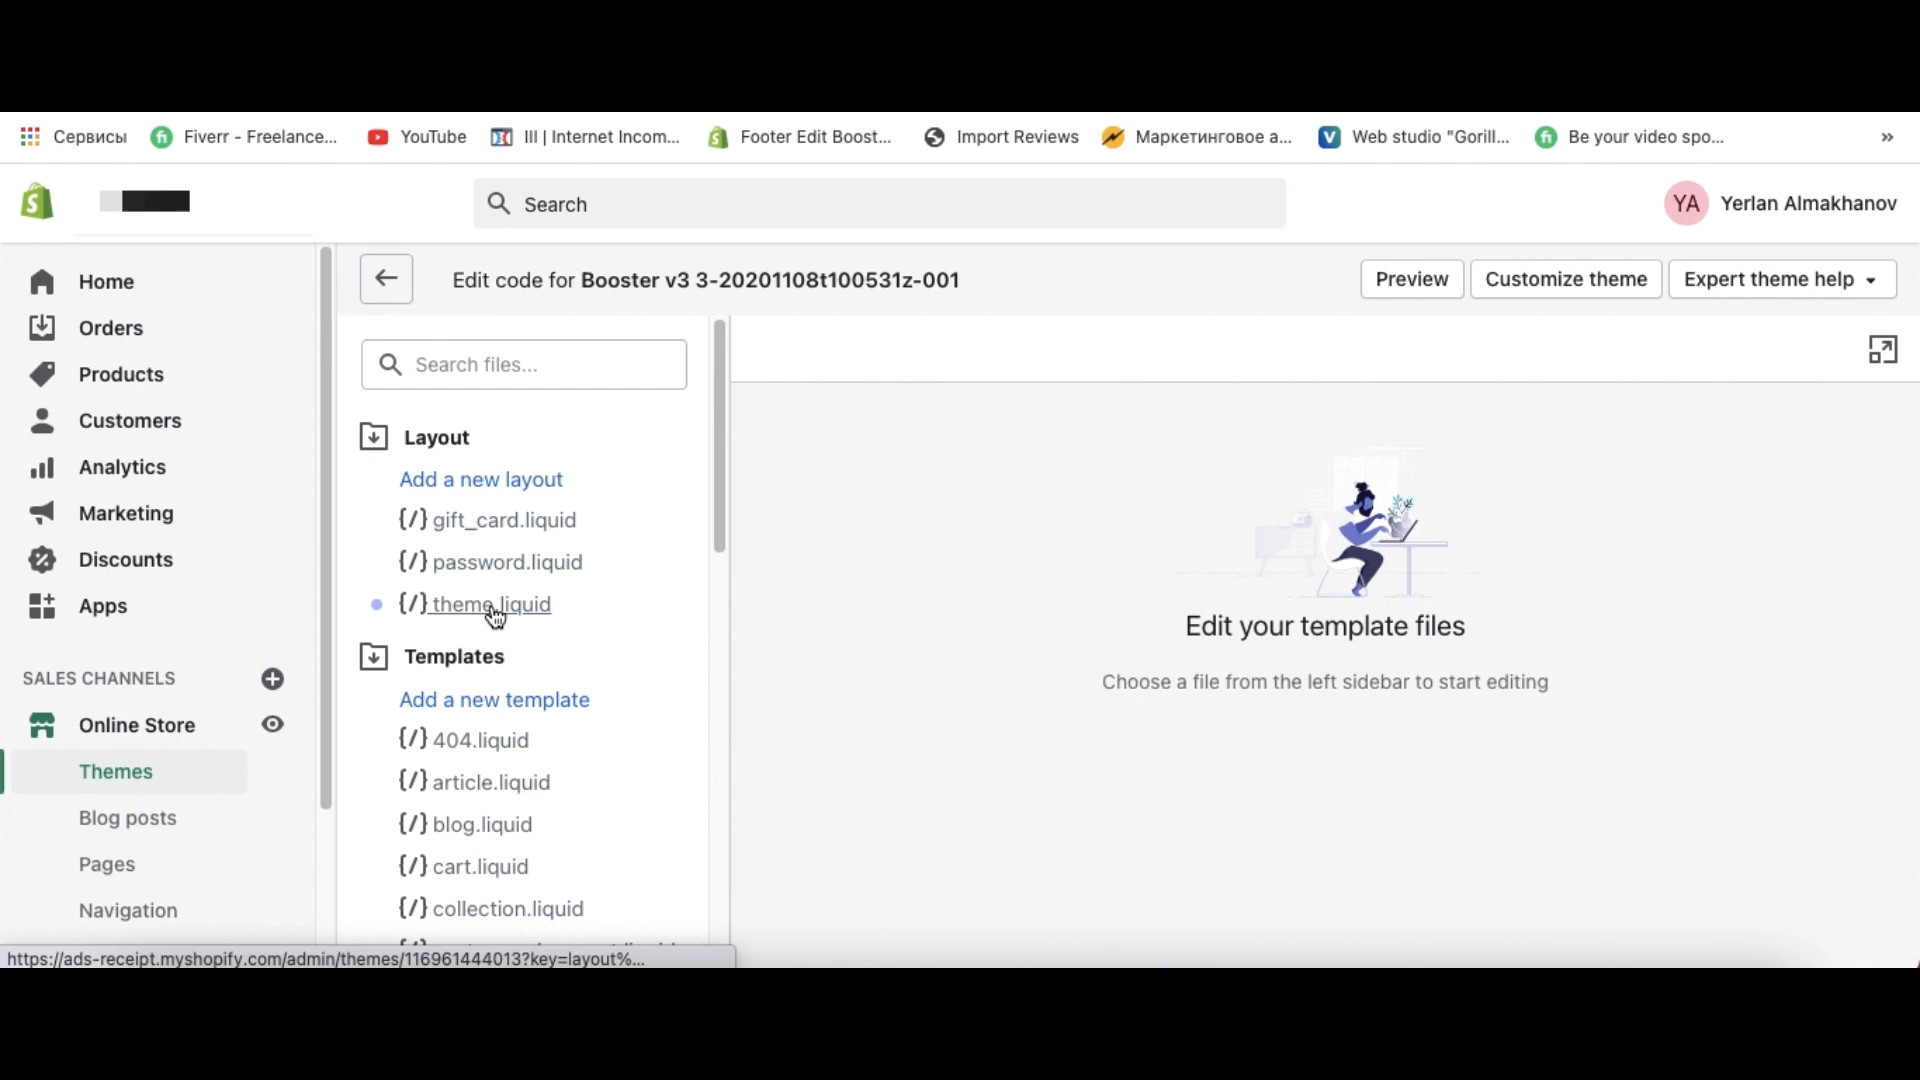 Сервисы Fiverr - Freelance... YouTube III | Internet Incom... Footer Edit Boost... Import Reviews Маркетинговое а... Web studio "Gorill... Be your video spo... »
Search
YA Yerlan Almakhanov
Home
Orders
Products
Customers
Analytics
Marketing
Discounts
Apps
SALES CHANNELS
Online Store
Themes
Blog posts
Pages
Navigation
Edit code for Booster v3 3-20201108t100531z-001
Preview
Customize theme
Expert theme help
Search files...
Layout
Add a new layout
{/} gift_card.liquid
{/} password.liquid
{/} theme.liquid
Templates
Add a new template
{/} 404.liquid
{/} article.liquid
{/} blog.liquid
{/} cart.liquid
{/} collection.liquid
Edit your template files
Choose a file from the left sidebar to start editing
https://ads-receipt.myshopify.com/admin/themes/116961444013?key=layout%...